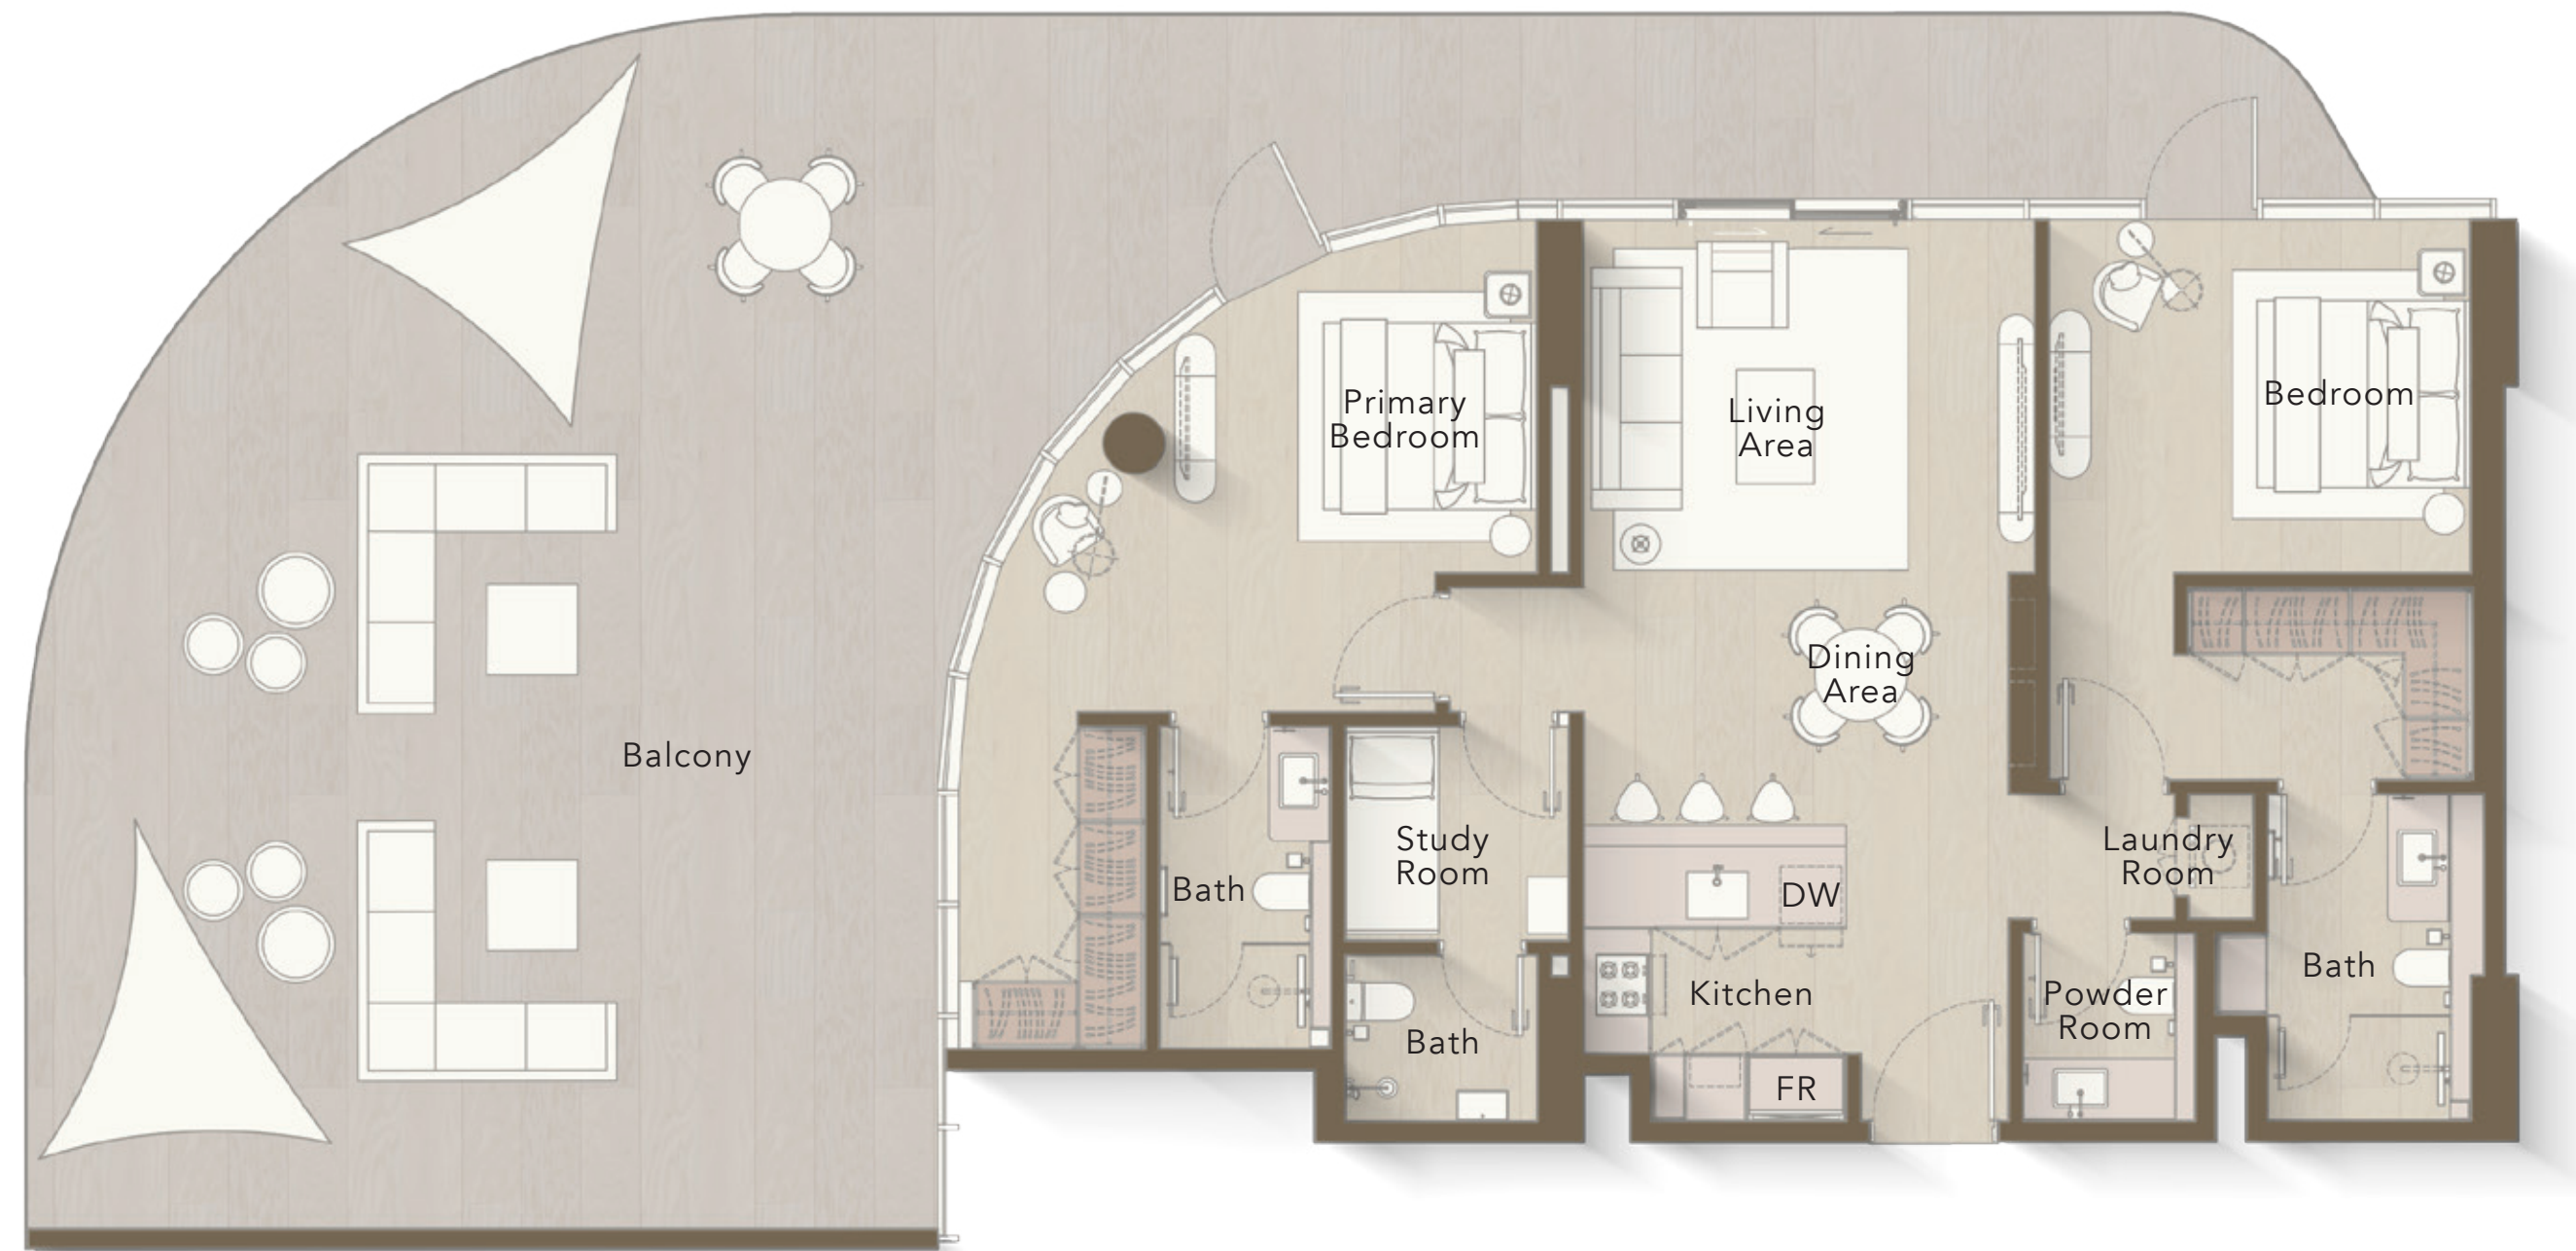 Primary
Bedroom
Living
Area
Bedroom
Dining
Area
Balcony
Study
Room
Bath
DW
Laundry
Room
Kitchen
Powder
Room
Bath
Bath
FR